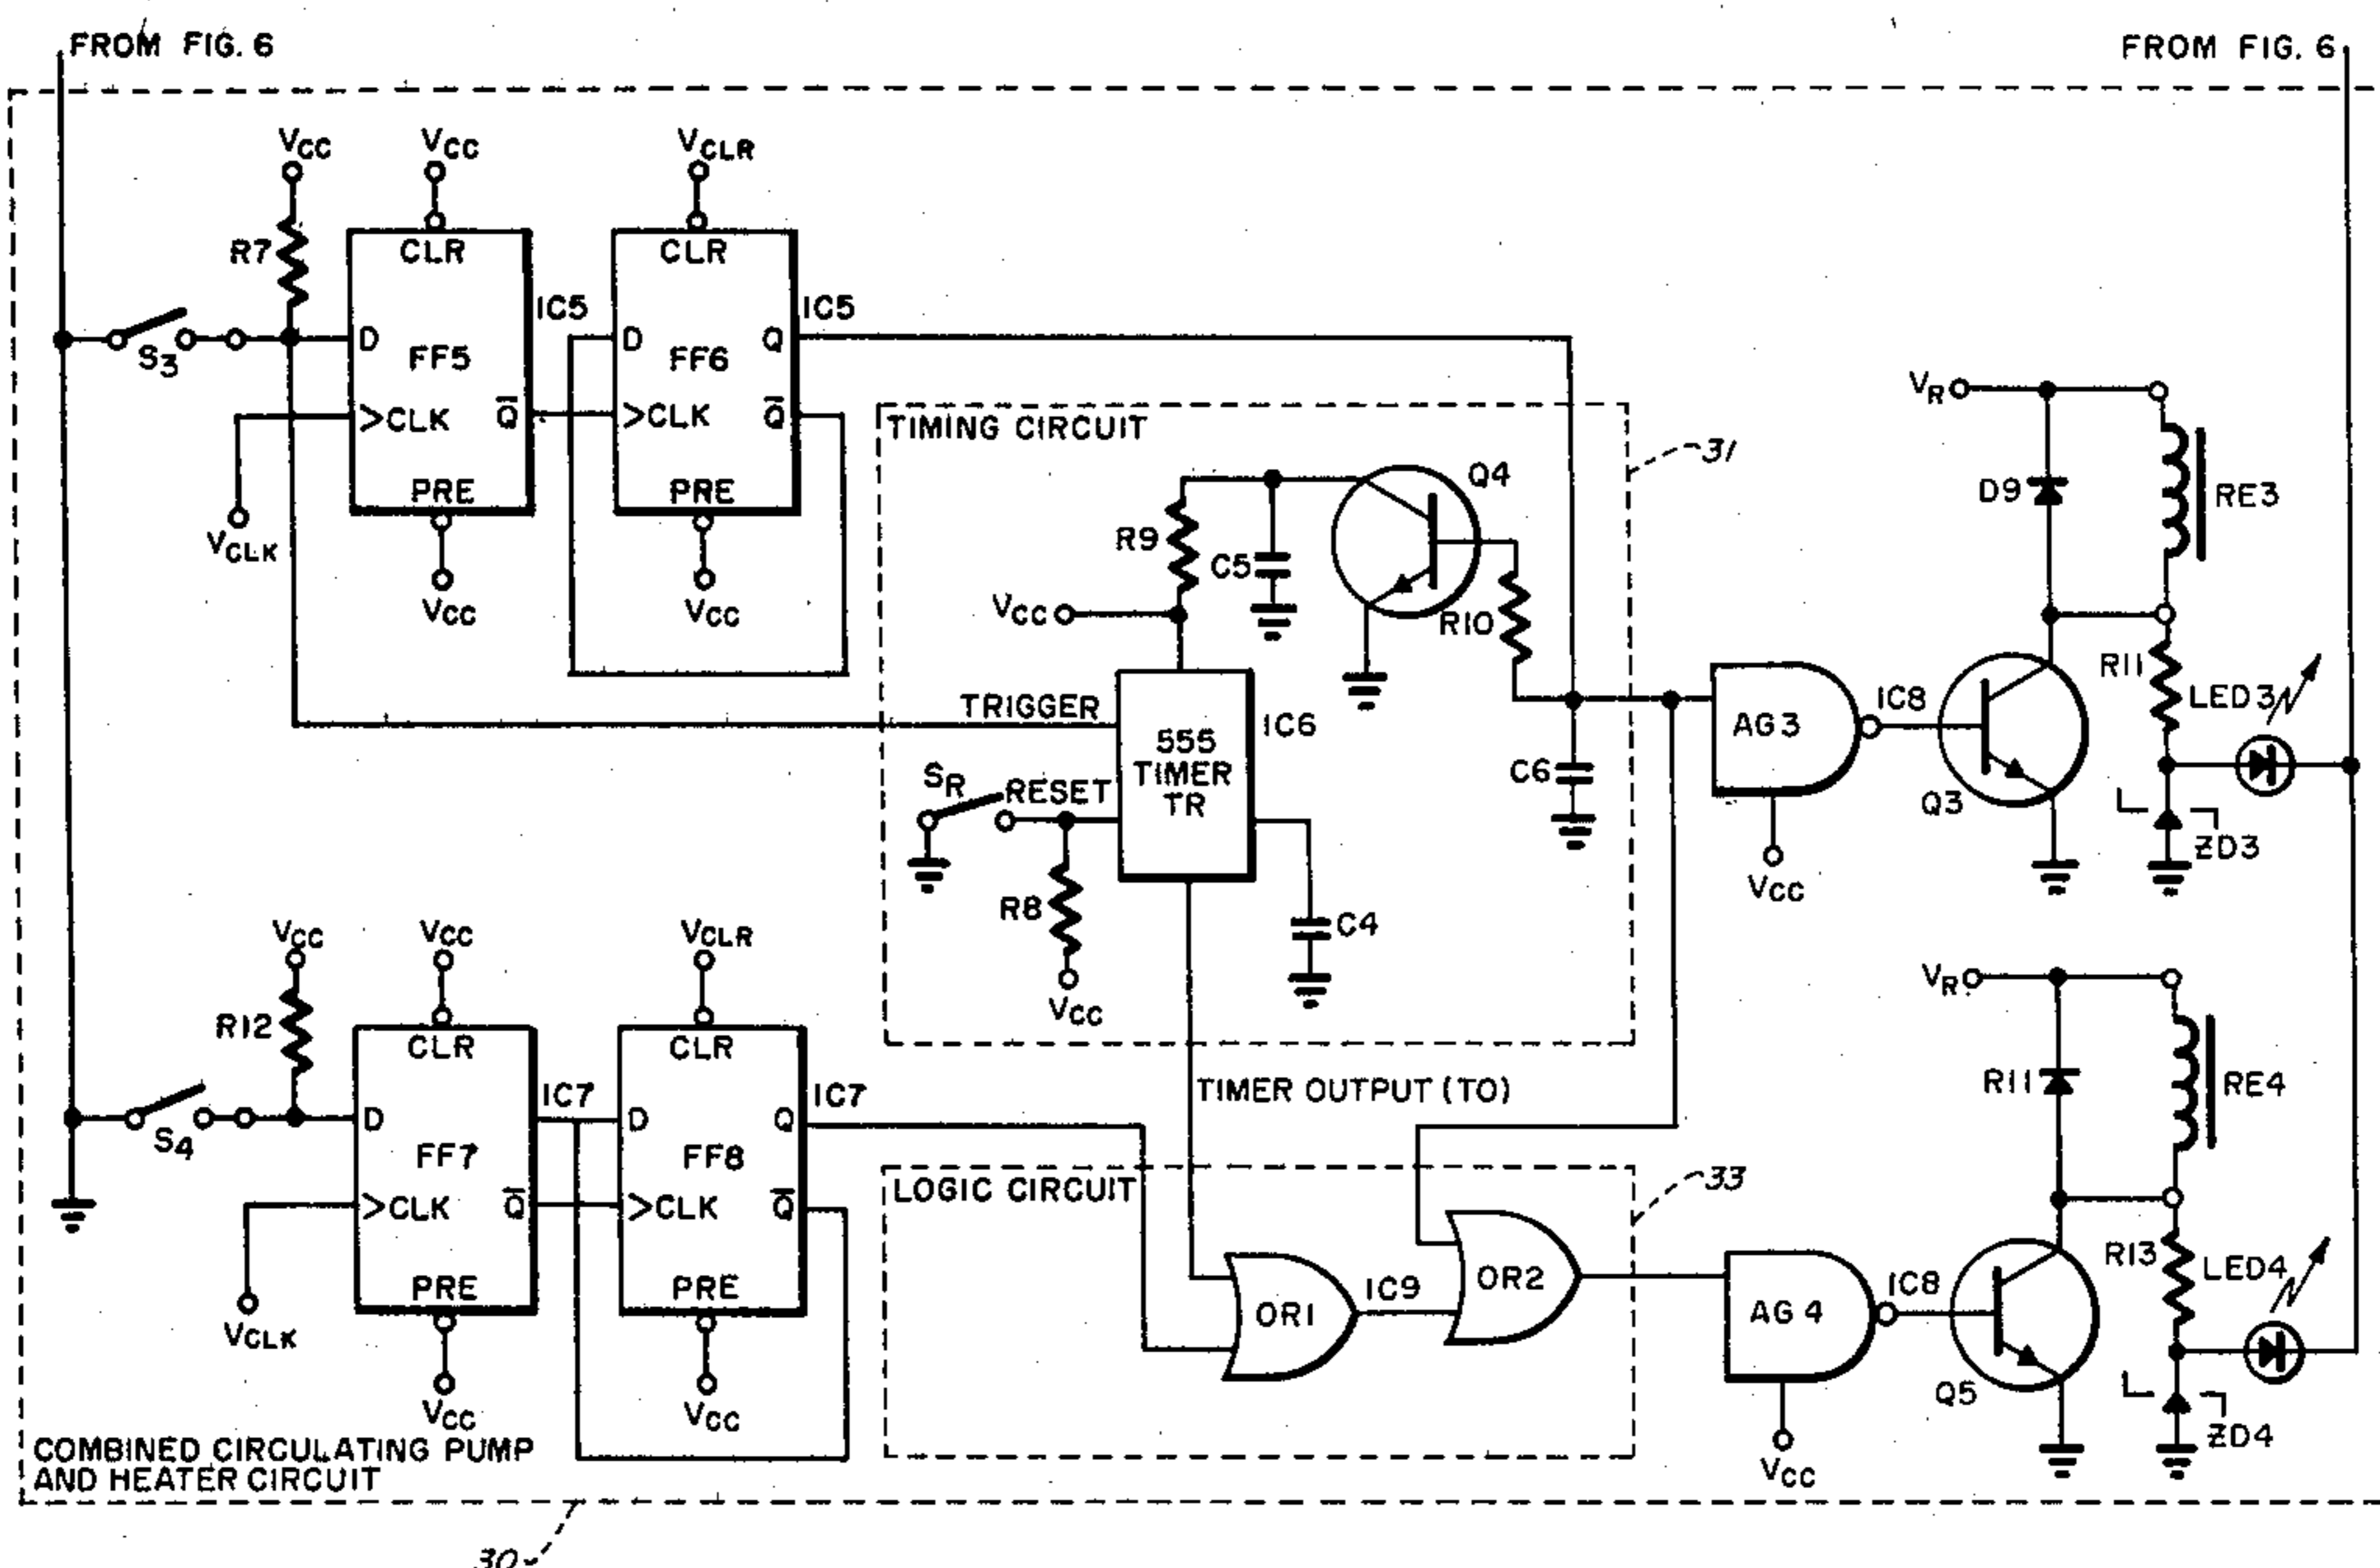 FROM FIG. 6
FROM FIG. 6
VCC
VCC
VCLR
R7
CLR
CLR
IC5
IC5
S3
D
FF5
D
Q
FF6
>CLK
Q̅
>CLK
Q̅
VR
TIMING CIRCUIT
31
PRE
PRE
Q4
D9
RE3
VCLK
R9
C5
VCC
VCC
VCC
R10
R11
LED3
TRIGGER
IC6
AG3
IC8
555
TIMER
TR
C6
SR
RESET
Q3
ZD3
VCC
R8
C4
VCC
VCC
VCLR
VR
VCC
R12
CLR
CLR
R11
RE4
IC7
IC7
TIMER OUTPUT (TO)
S4
D
FF7
D
Q
FF8
LOGIC CIRCUIT
33
>CLK
Q̅
>CLK
Q̅
R13
LED4
PRE
PRE
OR1
IC9
OR2
AG4
IC8
VCLK
Q5
VCC
VCC
ZD4
COMBINED CIRCULATING PUMP
AND HEATER CIRCUIT
VCC
30